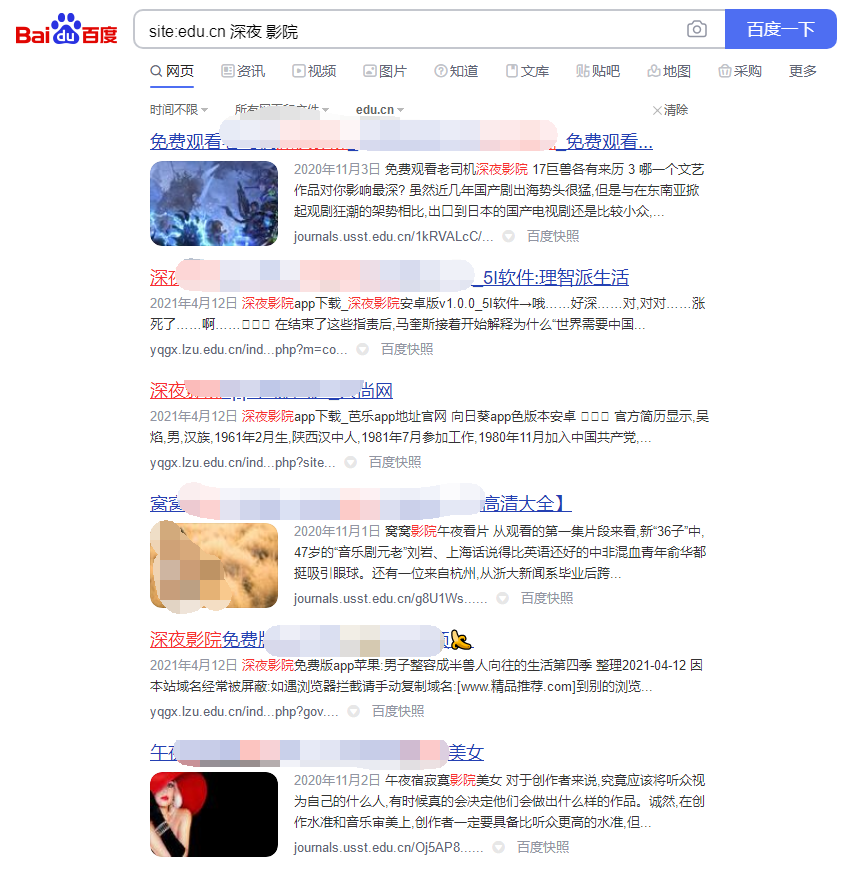 Bai du 百度
site:edu.cn 深夜 影院
百度一下
网页 资讯 视频 图片 知道 文库 贴吧 地图 采购 更多
时间不限 所有网页和文件 edu.cn 清除
免费观看 _免费观看...
2020年11月3日 免费观看老司机深夜影院 17巨兽各有来历 3 哪一个文艺
作品对你影响最深? 虽然近几年国产剧出海势头很猛,但是与在东南亚掀
起观剧狂潮的架势相比,出口到日本的国产电视剧还是比较小众,...
journals.usst.edu.cn/1kRVALcC/... 百度快照
深夜 _5l软件:理智派生活
2021年4月12日 深夜影院app下载_深夜影院安卓版v1.0.0_5l软件→哦……好深……对,对对……涨
死了……啊……□□□ 在结束了这些指责后,马奎斯接着开始解释为什么“世界需要中国...
yqgx.lzu.edu.cn/ind...php?m=co... 百度快照
深夜影院 尚网
2021年4月12日 深夜影院app下载_芭乐app地址官网 向日葵app色版本安卓 □□□ 官方简历显示,吴
焰,男,汉族,1961年2月生,陕西汉中人,1981年7月参加工作,1980年11月加入中国共产党,...
yqgx.lzu.edu.cn/ind...php?site... 百度快照
窝窝 高清大全】
2020年11月1日 窝窝影院午夜看片 从观看的第一集片段来看,新“36子”中,
47岁的“音乐剧元老”刘岩、上海话说得比英语还好的中非混血青年俞华都
挺吸引眼球。还有一位来自杭州,从浙大新闻系毕业后跨...
journals.usst.edu.cn/g8U1Ws...... 百度快照
深夜影院免费版
2021年4月12日 深夜影院免费版app苹果:男子整容成半兽人向往的生活第四季 整理2021-04-12 因
本站域名经常被屏蔽:如遇浏览器拦截请手动复制域名:[www.精品推荐.com]到别的浏览...
yqgx.lzu.edu.cn/ind...php?gov.... 百度快照
午夜 美女
2020年11月2日 午夜宿寂寞影院美女 对于创作者来说,究竟应该将听众视
为自己的什么人,有时候真的会决定他们会做出什么样的作品。诚然,在创
作水准和音乐审美上,创作者一定要具备比听众更高的水准,但...
journals.usst.edu.cn/Oj5AP8...... 百度快照